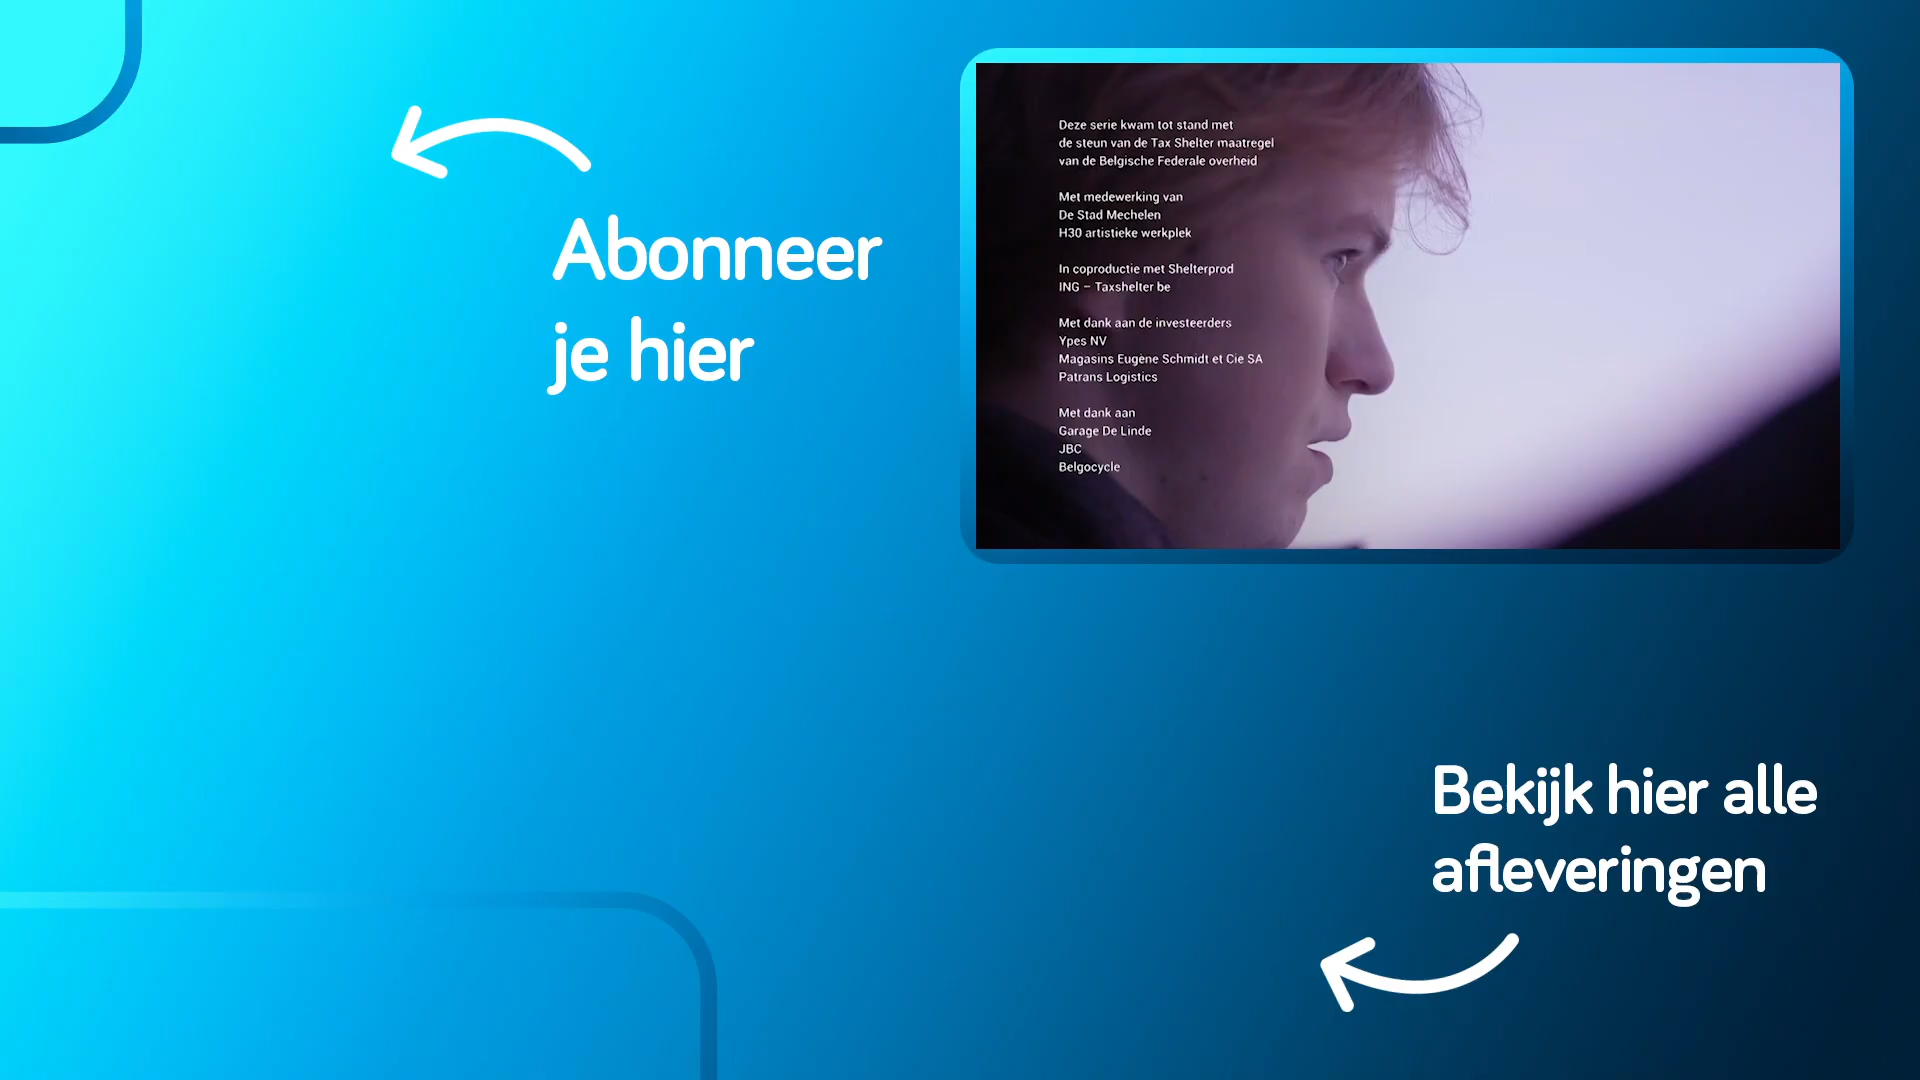 Abonneer
je hier
Deze serie kwam tot stand met
de steun van de Tax Shelter maatregel
van de Belgische Federale overheid
Met medewerking van
De Stad Mechelen
H30 artistieke werkplek
In coproductie met Shelterprod
ING – Taxshelter be
Met dank aan de investeerders
Ypes NV
Magasins Eugène Schmidt et Cie SA
Patrans Logistics
Met dank aan
Garage De Linde
JBC
Belgocycle
Bekijk hier alle
afleveringen